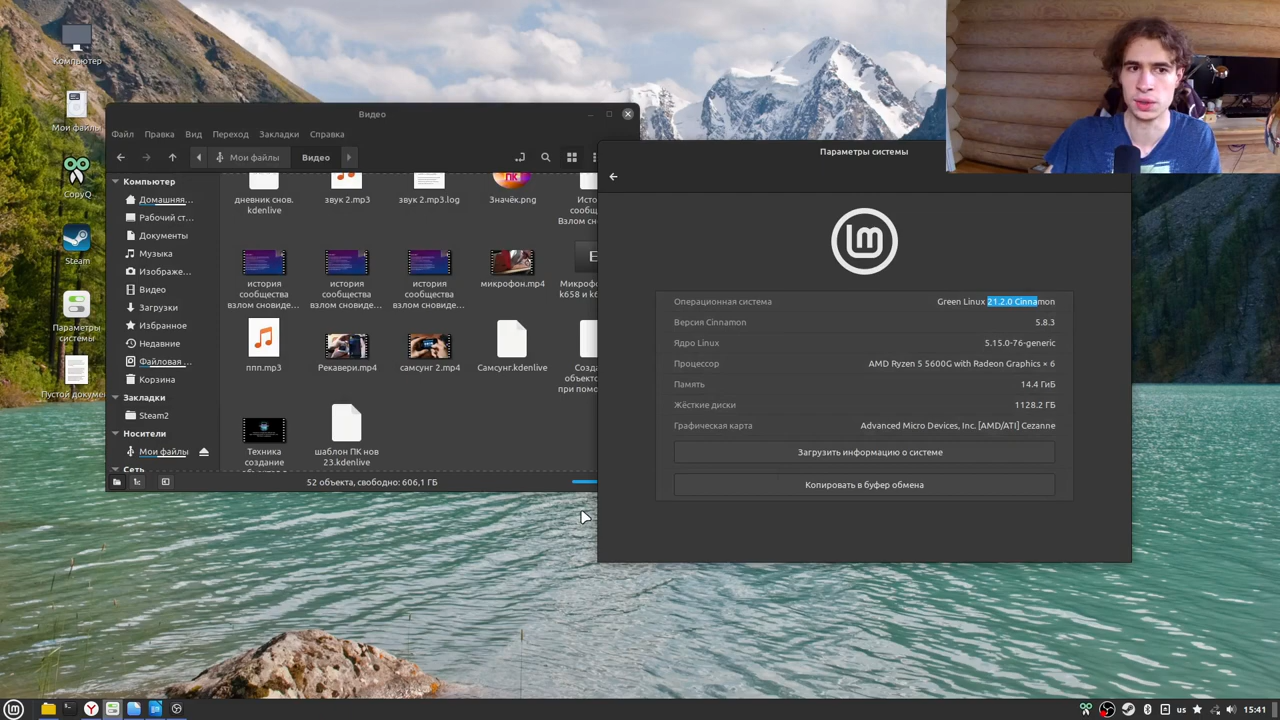 Компьютер
Мои файлы
CopyQ
Steam
Параметры
системы
Пустой докуме
Видео
Файл Правка Вид Переход Закладки Справка
Мои файлы Видео
Компьютер
Домашняя…
Рабочий ст…
Документы
Музыка
Изображе…
Видео
Загрузки
Избранное
Недавние
Файловая …
Корзина
Закладки
Steam2
Носители
Мои файлы
Сеть
дневник снов.
kdenlive
звук 2.mp3
звук 2.mp3.log
Значёк.png
Исто
сообщ
Взлом сн
история
сообщества
взлом сновиде…
история
сообщества
взлом сновиде…
история
сообщества
взлом сновиде…
микрофон.mp4
Микроф
k658 и k6
ппп.mp3
Рекавери.mp4
самсунг 2.mp4
Самсунг.kdenlive
Созда
объект
при помо
Техника
создание
шаблон ПК нов
23.kdenlive
52 объекта, свободно: 606,1 ГБ
Параметры системы
Операционная система Green Linux 21.2.0 Cinnamon
Версия Cinnamon 5.8.3
Ядро Linux 5.15.0-76-generic
Процессор AMD Ryzen 5 5600G with Radeon Graphics × 6
Память 14.4 ГиБ
Жёсткие диски 1128.2 ГБ
Графическая карта Advanced Micro Devices, Inc. [AMD/ATI] Cezanne
Загрузить информацию о системе
Копировать в буфер обмена
us 15:41